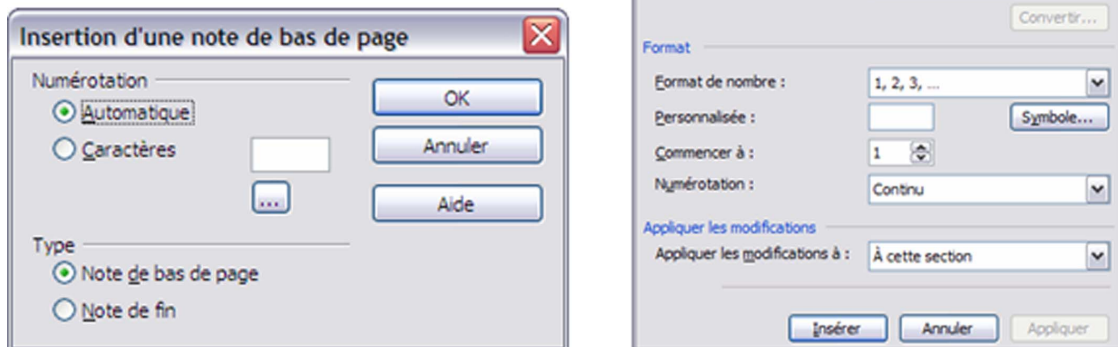 Insertion d'une note de bas de page
Numérotation
Automatique
Caractères
...
OK
Annuler
Aide
Type
Note de bas de page
Note de fin
Convertir...
Format
Format de nombre : 1, 2, 3, ...
Personnalisée : Symbole...
Commencer à : 1
Numérotation : Continu
Appliquer les modifications
Appliquer les modifications à : À cette section
Insérer Annuler Appliquer